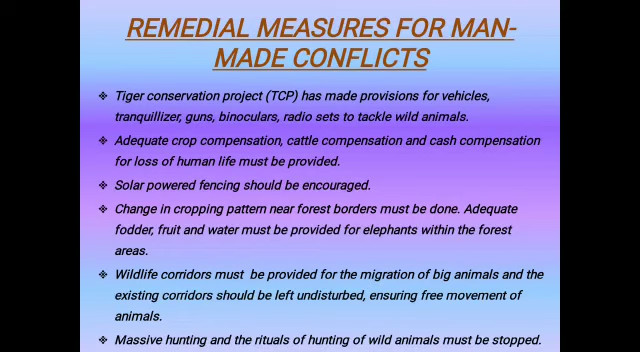 REMEDIAL MEASURES FOR MAN-
MADE CONFLICTS
❖ Tiger conservation project (TCP) has made provisions for vehicles,
tranquillizer, guns, binoculars, radio sets to tackle wild animals.
❖ Adequate crop compensation, cattle compensation and cash compensation
for loss of human life must be provided.
❖ Solar powered fencing should be encouraged.
❖ Change in cropping pattern near forest borders must be done. Adequate
fodder, fruit and water must be provided for elephants within the forest
areas.
❖ Wildlife corridors must be provided for the migration of big animals and the
existing corridors should be left undisturbed, ensuring free movement of
animals.
❖ Massive hunting and the rituals of hunting of wild animals must be stopped.